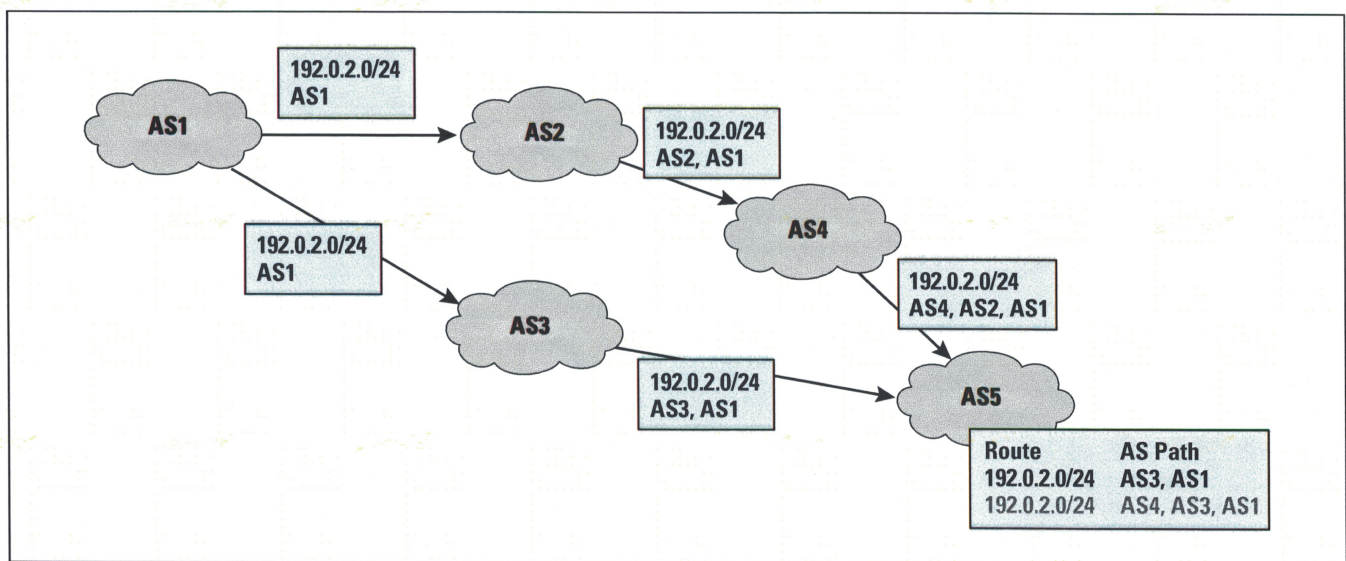 192.0.2.0/24
AS1
AS1
AS2
192.0.2.0/24
AS2, AS1
AS4
192.0.2.0/24
AS1
AS3
192.0.2.0/24
AS4, AS2, AS1
192.0.2.0/24
AS3, AS1
AS5
Route AS Path
192.0.2.0/24 AS3, AS1
192.0.2.0/24 AS4, AS3, AS1